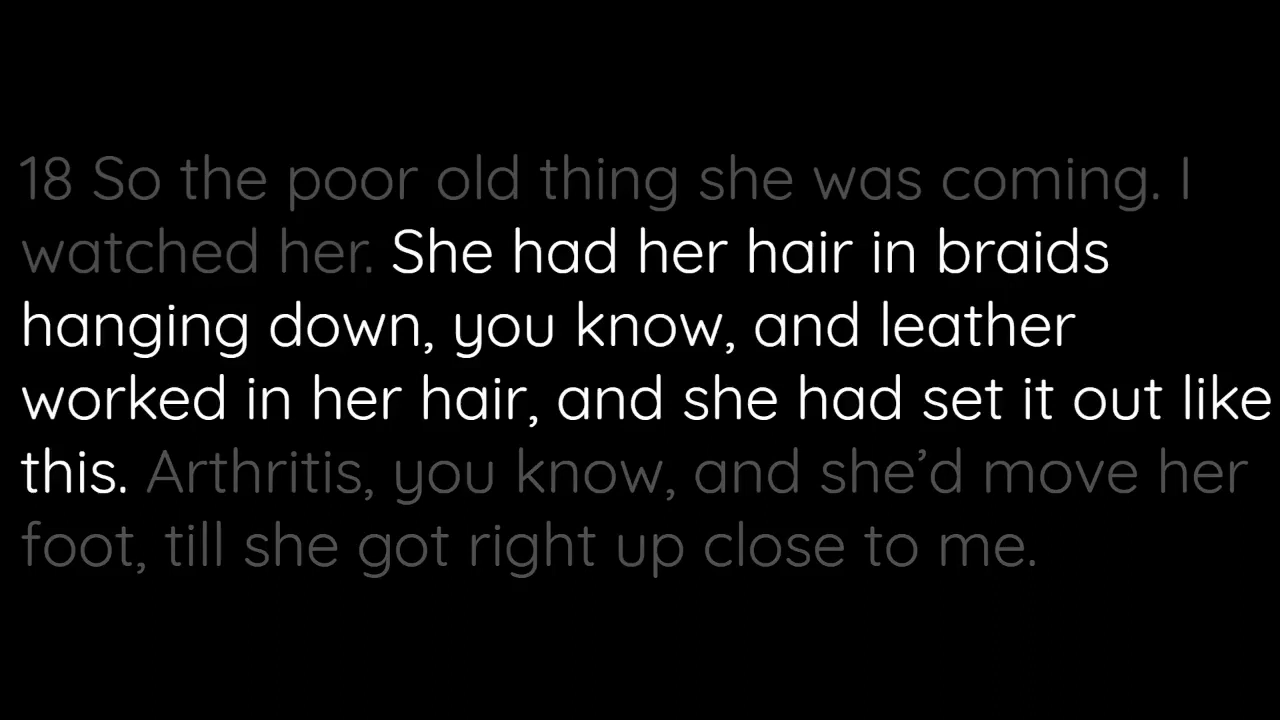 18 So the poor old thing she was coming. I
watched her. She had her hair in braids
hanging down, you know, and leather
worked in her hair, and she had set it out like
this. Arthritis, you know, and she’d move her
foot, till she got right up close to me.